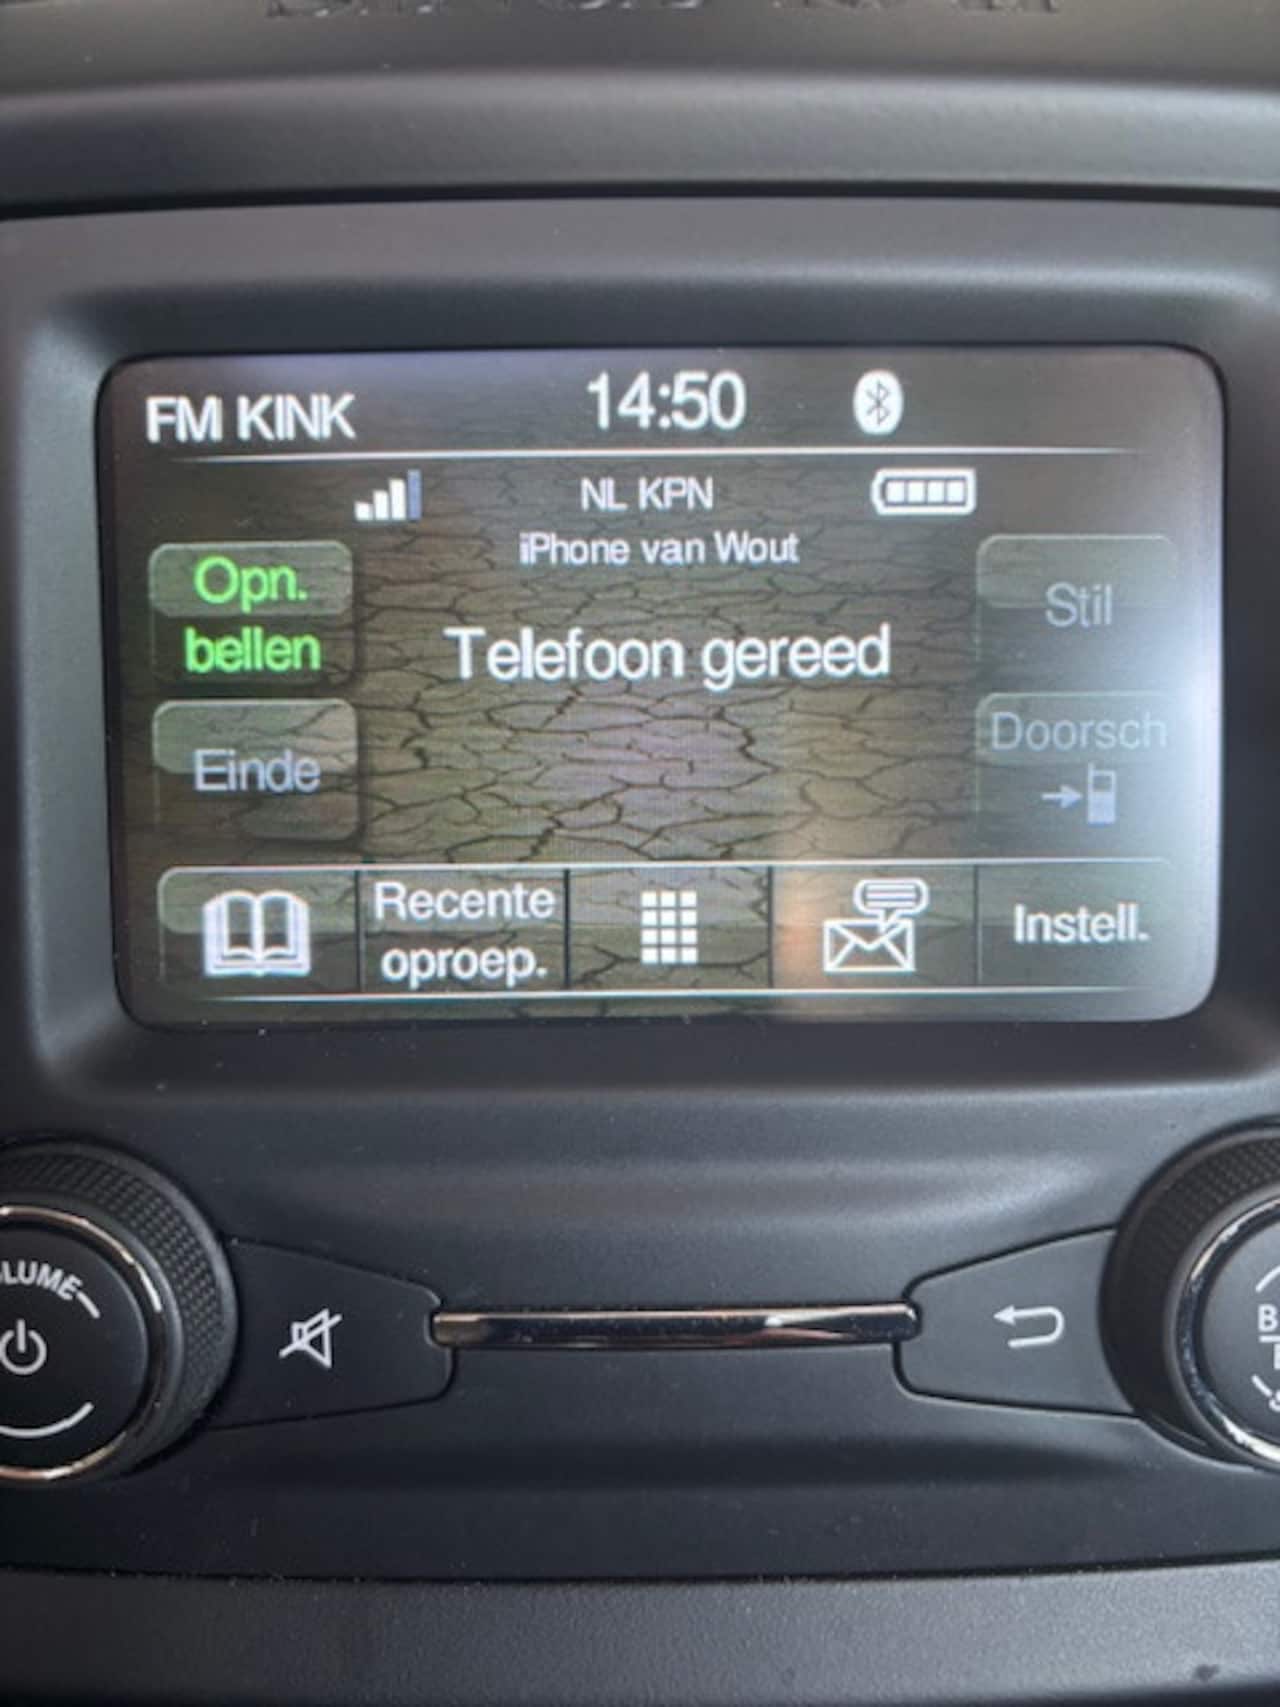 FM KINK 14:50
NL KPN
iPhone van Wout
Opn.
bellen
Telefoon gereed
Stil
Einde
Doorsch
Recente
oproep.
Instell.